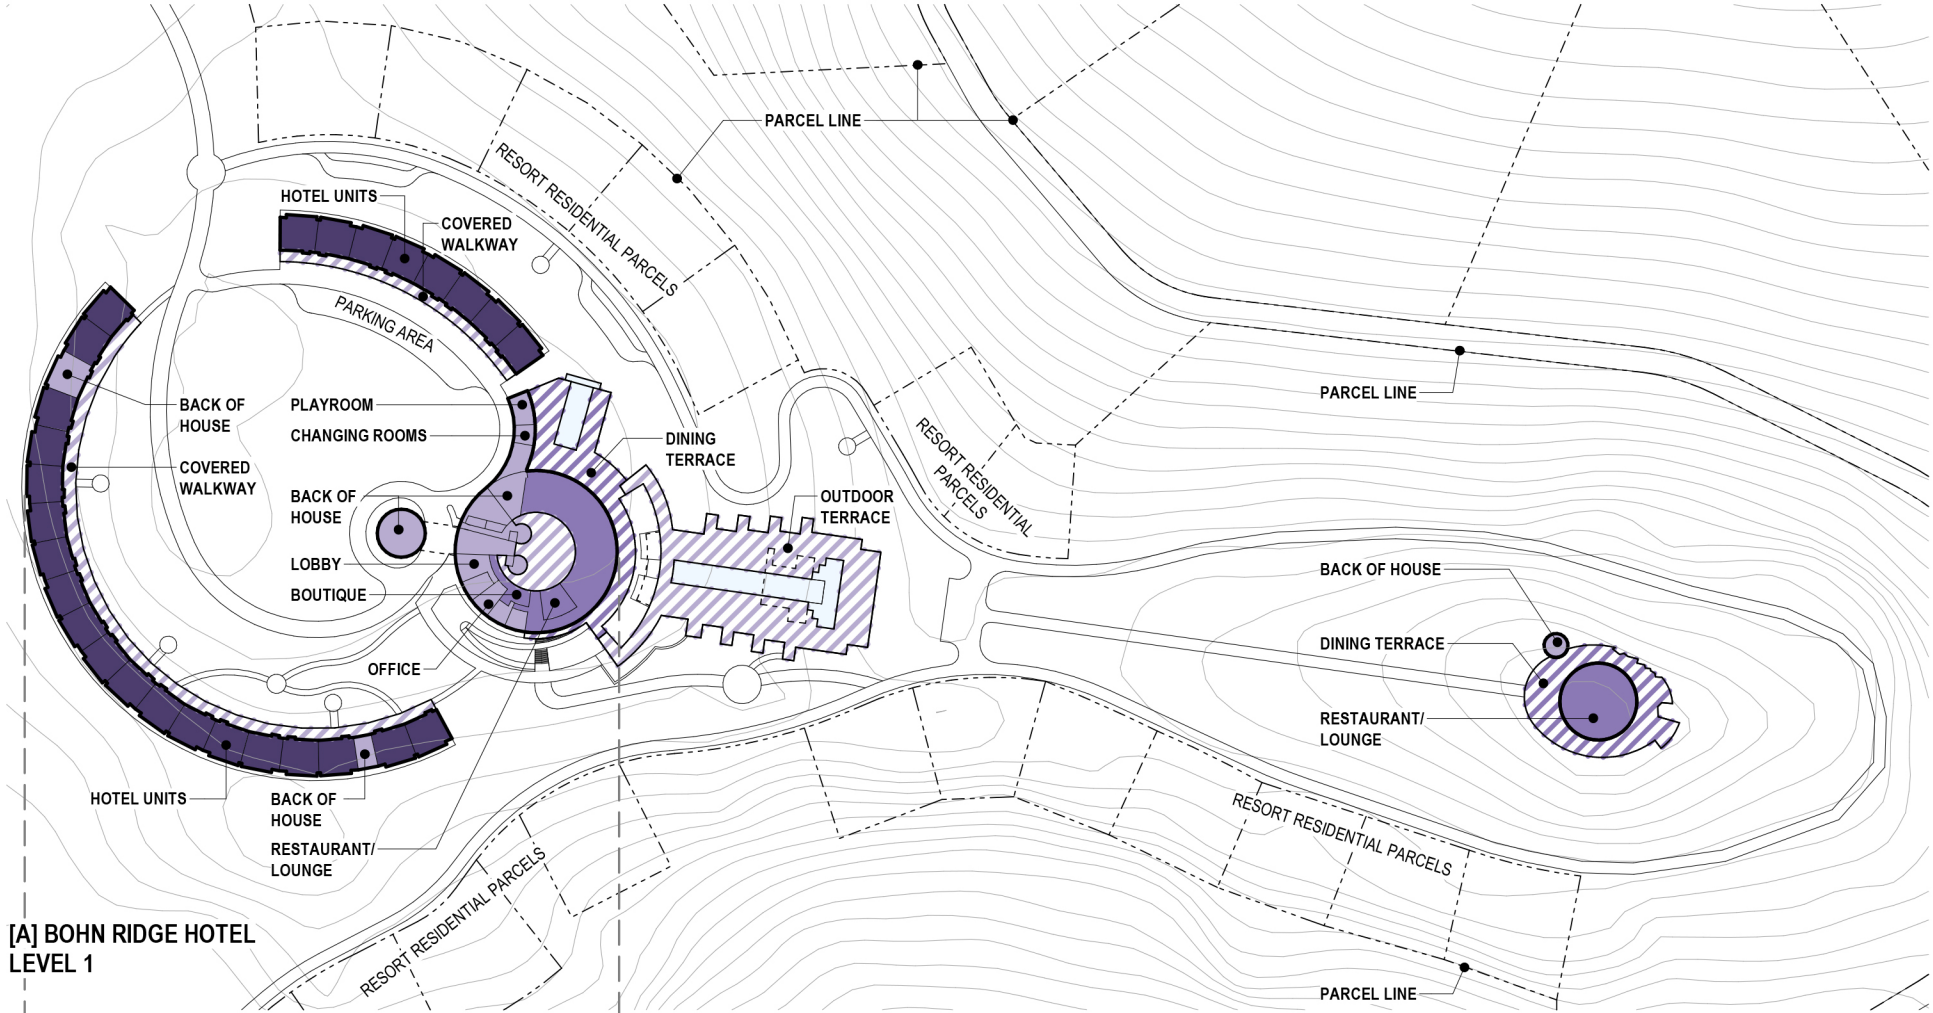 PARCEL LINE
RESORT RESIDENTIAL PARCELS
HOTEL UNITS
COVERED
WALKWAY
PARKING AREA
BACK OF
HOUSE
PLAYROOM
CHANGING ROOMS
DINING
TERRACE
COVERED
WALKWAY
BACK OF
HOUSE
OUTDOOR
TERRACE
LOBBY
BOUTIQUE
OFFICE
HOTEL UNITS
BACK OF
HOUSE
RESTAURANT/
LOUNGE
RESORT RESIDENTIAL
PARCELS
PARCEL LINE
BACK OF HOUSE
DINING TERRACE
RESTAURANT/
LOUNGE
RESORT RESIDENTIAL PARCELS
RESORT RESIDENTIAL PARCELS
PARCEL LINE
[A] BOHN RIDGE HOTEL
LEVEL 1